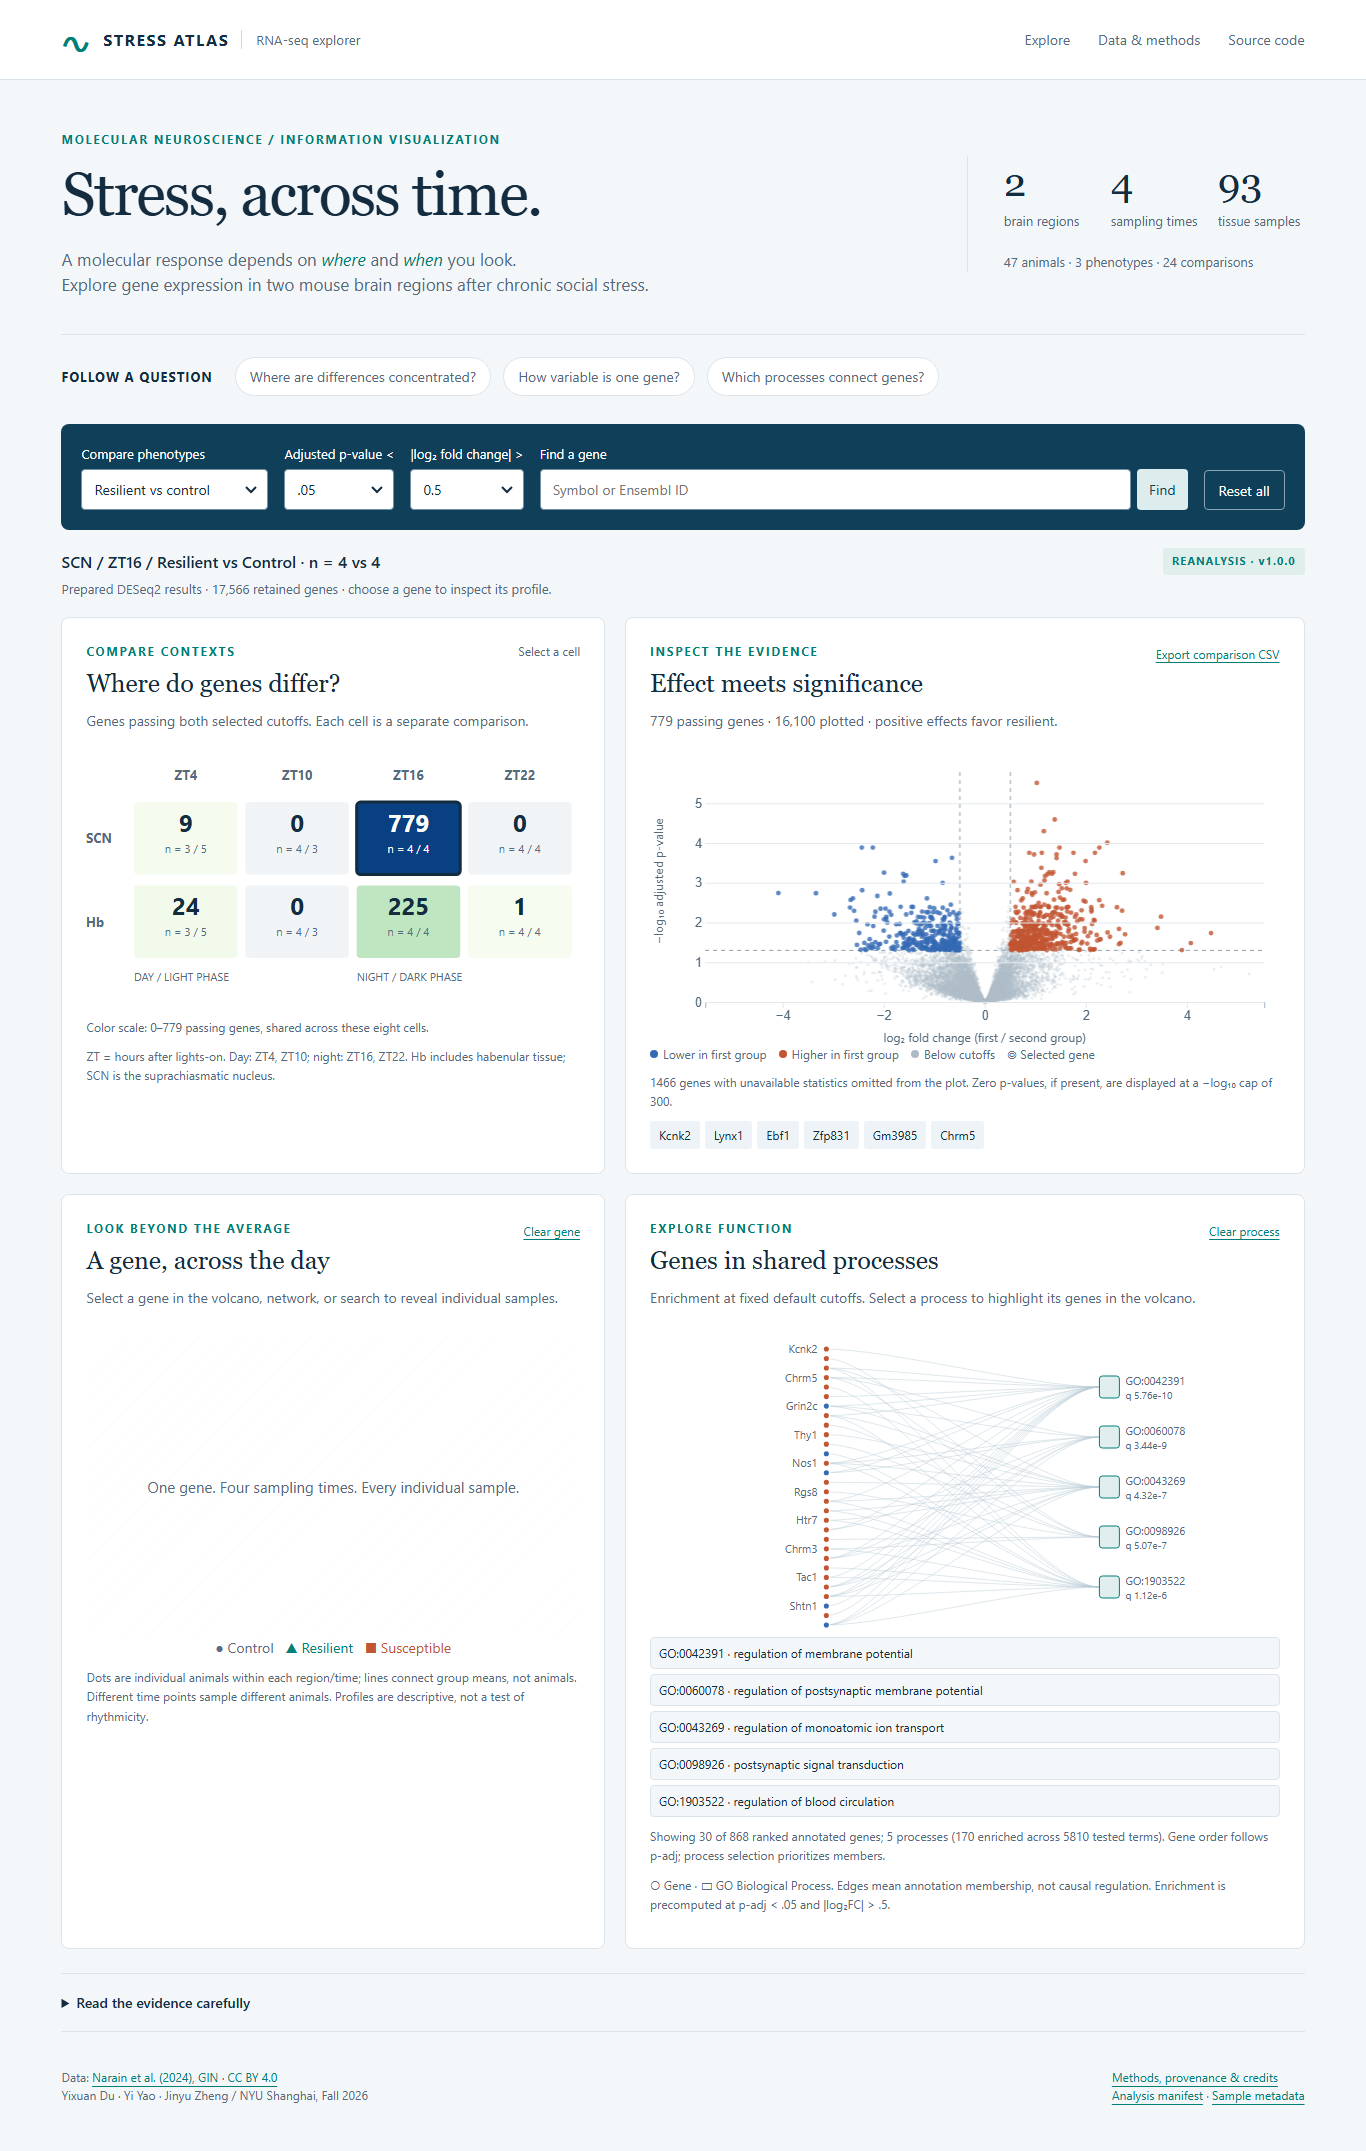 STRESS ATLAS
RNA-seq explorer
Explore
Data & methods
Source code
MOLECULAR NEUROSCIENCE / INFORMATION VISUALIZATION
Stress, across time.
A molecular response depends on where and when you look.
Explore gene expression in two mouse brain regions after chronic social stress.
2
brain regions
4
sampling times
93
tissue samples
47 animals · 3 phenotypes · 24 comparisons
FOLLOW A QUESTION
Where are differences concentrated?
How variable is one gene?
Which processes connect genes?
Compare phenotypes
Resilient vs control
Adjusted p-value <
.05
|log₂ fold change| >
0.5
Find a gene
Symbol or Ensembl ID
Find
Reset all
SCN / ZT16 / Resilient vs Control · n = 4 vs 4
REANALYSIS · v1.0.0
Prepared DESeq2 results · 17,566 retained genes · choose a gene to inspect its profile.
COMPARE CONTEXTS
Select a cell
Where do genes differ?
Genes passing both selected cutoffs. Each cell is a separate comparison.
ZT4 ZT10 ZT16 ZT22
SCN
9
n = 3 / 5
0
n = 4 / 3
779
n = 4 / 4
0
n = 4 / 4
Hb
24
n = 3 / 5
0
n = 4 / 3
225
n = 4 / 4
1
n = 4 / 4
DAY / LIGHT PHASE
NIGHT / DARK PHASE
Color scale: 0–779 passing genes, shared across these eight cells.
ZT = hours after lights-on. Day: ZT4, ZT10; night: ZT16, ZT22. Hb includes habenular tissue;
SCN is the suprachiasmatic nucleus.
INSPECT THE EVIDENCE
Export comparison CSV
Effect meets significance
779 passing genes · 16,100 plotted · positive effects favor resilient.
−log₁₀ adjusted p-value
5
4
3
2
1
0
−4 −2 0 2 4
log₂ fold change (first / second group)
Lower in first group
Higher in first group
Below cutoffs
◎ Selected gene
1466 genes with unavailable statistics omitted from the plot. Zero p-values, if present, are displayed at a −log₁₀ cap of
300.
Kcnk2
Lynx1
Ebf1
Zfp831
Gm3985
Chrm5
LOOK BEYOND THE AVERAGE
Clear gene
A gene, across the day
Select a gene in the volcano, network, or search to reveal individual samples.
One gene. Four sampling times. Every individual sample.
● Control
▲ Resilient
■ Susceptible
Dots are individual animals within each region/time; lines connect group means, not animals.
Different time points sample different animals. Profiles are descriptive, not a test of
rhythmicity.
EXPLORE FUNCTION
Clear process
Genes in shared processes
Enrichment at fixed default cutoffs. Select a process to highlight its genes in the volcano.
Kcnk2
Chrm5
Grin2c
Thy1
Nos1
Rgs8
Htr7
Chrm3
Tac1
Shtn1
GO:0042391
q 5.76e-10
GO:0060078
q 3.44e-9
GO:0043269
q 4.32e-7
GO:0098926
q 5.07e-7
GO:1903522
q 1.12e-6
GO:0042391 · regulation of membrane potential
GO:0060078 · regulation of postsynaptic membrane potential
GO:0043269 · regulation of monoatomic ion transport
GO:0098926 · postsynaptic signal transduction
GO:1903522 · regulation of blood circulation
Showing 30 of 868 ranked annotated genes; 5 processes (170 enriched across 5810 tested terms). Gene order follows
p-adj; process selection prioritizes members.
○ Gene · ▭ GO Biological Process. Edges mean annotation membership, not causal regulation. Enrichment is
precomputed at p-adj < .05 and |log₂FC| > .5.
▶ Read the evidence carefully
Data: Narain et al. (2024), GIN · CC BY 4.0
Yixuan Du · Yi Yao · Jinyu Zheng / NYU Shanghai, Fall 2026
Methods, provenance & credits
Analysis manifest · Sample metadata